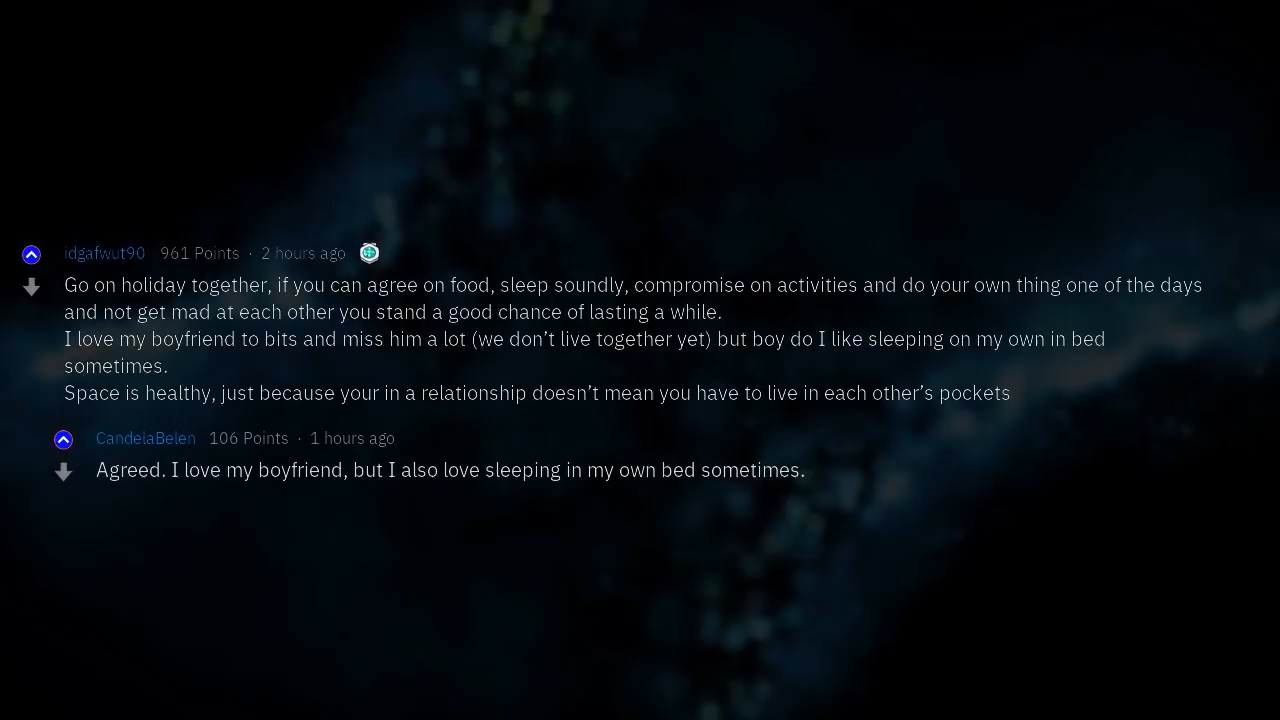 idgafwut90 961 Points · 2 hours ago
Go on holiday together, if you can agree on food, sleep soundly, compromise on activities and do your own thing one of the days
and not get mad at each other you stand a good chance of lasting a while.
I love my boyfriend to bits and miss him a lot (we don’t live together yet) but boy do I like sleeping on my own in bed
sometimes.
Space is healthy, just because your in a relationship doesn’t mean you have to live in each other’s pockets
CandelaBelen 106 Points · 1 hours ago
Agreed. I love my boyfriend, but I also love sleeping in my own bed sometimes.